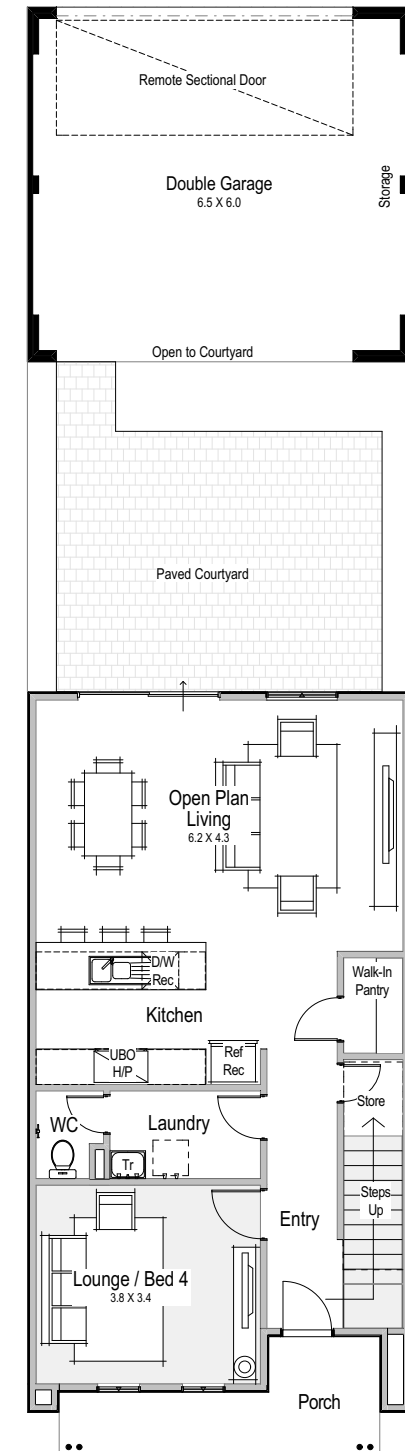 Remote Sectional Door
Double Garage
6.5 X 6.0
Storage
Open to Courtyard
Paved Courtyard
Open Plan
Living
6.2 X 4.3
D/W
Rec
Walk-In
Pantry
Kitchen
UBO
H/P
Ref
Rec
Store
WC
Laundry
Tr
Steps
Up
Entry
Lounge / Bed 4
3.8 X 3.4
Porch